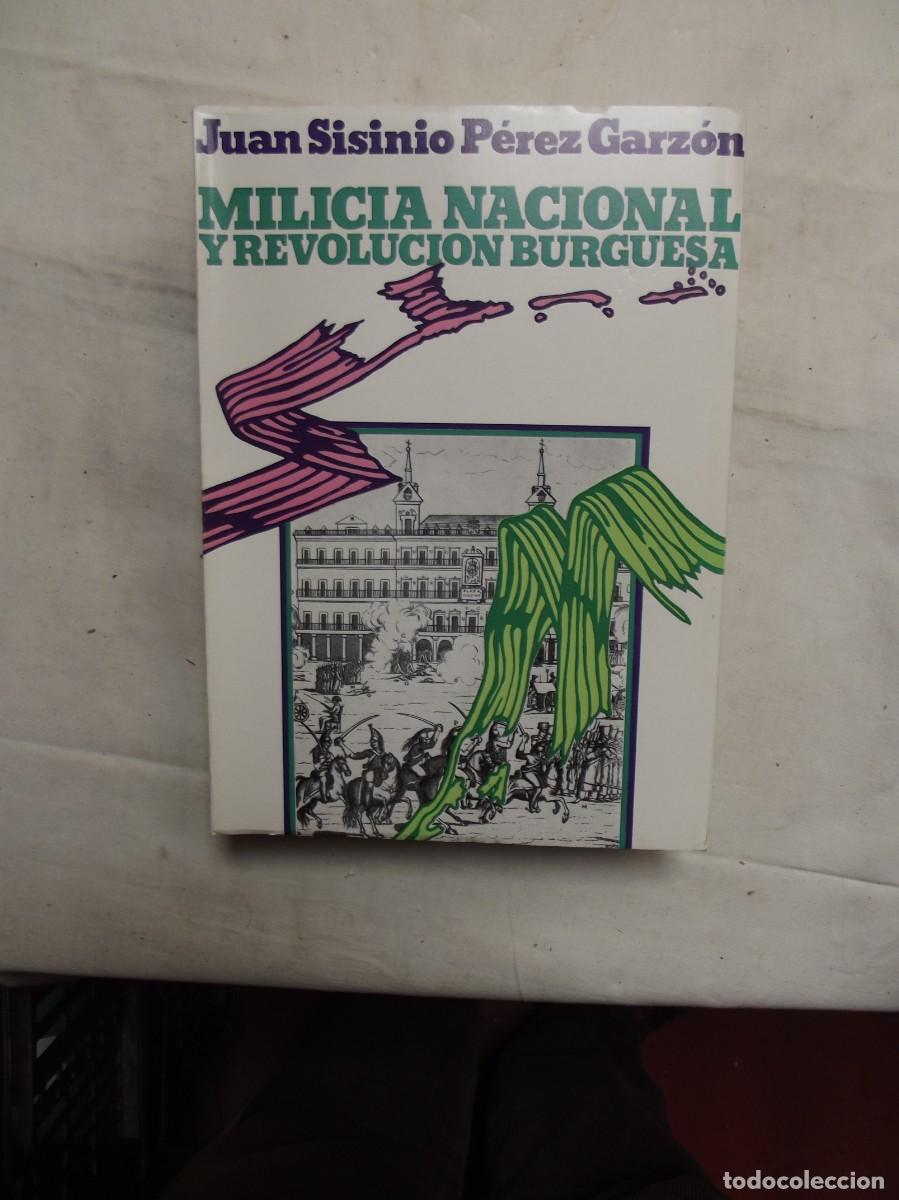 Juan Sisinio Pérez Garzón
MILICIA NACIONAL
Y REVOLUCION BURGUESA
todocoleccion